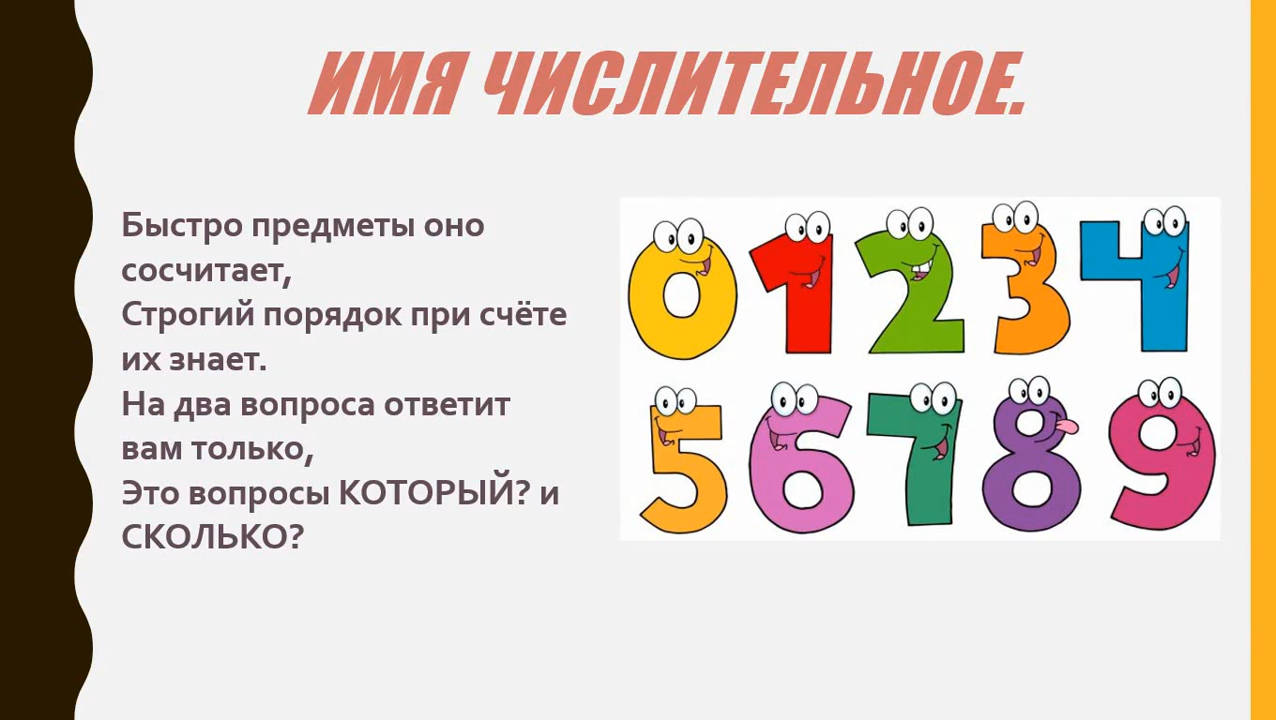 ИМЯ ЧИСЛИТЕЛЬНОЕ.
Быстро предметы оно
сосчитает,
Строгий порядок при счёте
их знает.
На два вопроса ответит
вам только,
Это вопросы КОТОРЫЙ? и
СКОЛЬКО?
0 1 2 3 4
5 6 7 8 9